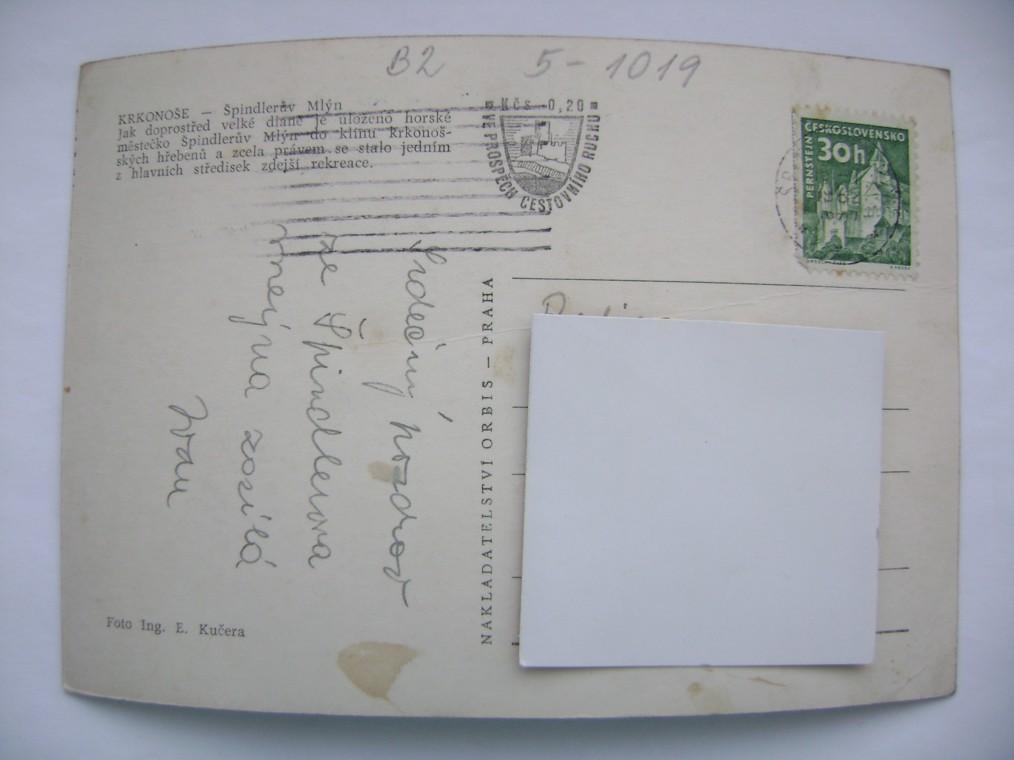 B2 5-1019
KRKONOŠE — Špindlerův Mlýn
Jak doprostřed velké dlaně je uloženo horské
městečko Špindlerův Mlýn do klínu krkonoš-
ských hřebenů a zcela právem se stalo jedním
z hlavních středisek zdejší rekreace.
Kčs 0,20
VE PROSPĚCH CESTOVNÍHO RUCHU
ČESKOSLOVENSKO
30h
PERNŠTEJN
Srdečný pozdrav
ze Špindlerova
mlýna zasílá
Ivan
NAKLADATELSTVÍ ORBIS — PRAHA
Foto Ing. E. Kučera